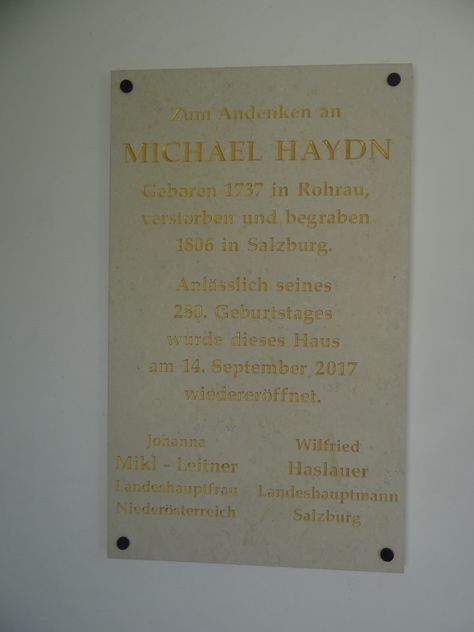 Zum Andenken an
MICHAEL HAYDN
Geboren 1737 in Rohrau,
verstorben und begraben
1806 in Salzburg.
Anlässlich seines
280. Geburtstages
wurde dieses Haus
am 14. September 2017
wiedereröffnet.
Johanna
Mikl - Leitner
Landeshauptfrau
Niederösterreich
Wilfried
Haslauer
Landeshauptmann
Salzburg